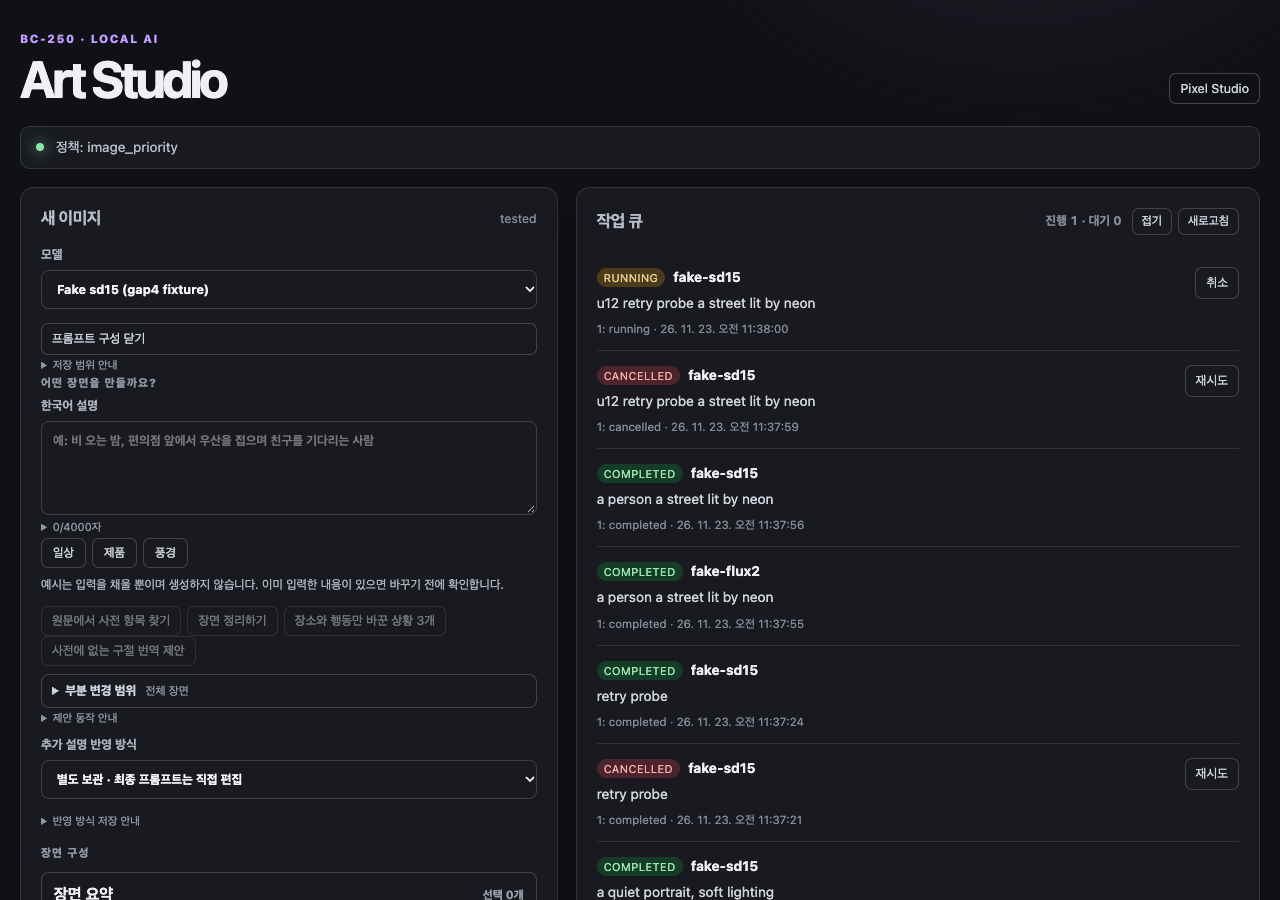 BC-250 · LOCAL AI
Art Studio
Pixel Studio
정책: image_priority
새 이미지
tested
모델
Fake sd15 (gap4 fixture)
프롬프트 구성 닫기
저장 범위 안내
어떤 장면을 만들까요?
한국어 설명
예: 비 오는 밤, 편의점 앞에서 우산을 접으며 친구를 기다리는 사람
0/4000자
일상 제품 풍경
예시는 입력을 채울 뿐이며 생성하지 않습니다. 이미 입력한 내용이 있으면 바꾸기 전에 확인합니다.
원문에서 사전 항목 찾기 장면 정리하기 장소와 행동만 바꾼 상황 3개
사전에 없는 구절 번역 제안
부분 변경 범위 전체 장면
제안 동작 안내
추가 설명 반영 방식
별도 보관 · 최종 프롬프트는 직접 편집
반영 방식 저장 안내
장면 구성
장면 요약 선택 0개
작업 큐
진행 1 · 대기 0 접기 새로고침
RUNNING fake-sd15 취소
u12 retry probe a street lit by neon
1: running · 26. 11. 23. 오전 11:38:00
CANCELLED fake-sd15 재시도
u12 retry probe a street lit by neon
1: cancelled · 26. 11. 23. 오전 11:37:59
COMPLETED fake-sd15
a person a street lit by neon
1: completed · 26. 11. 23. 오전 11:37:56
COMPLETED fake-flux2
a person a street lit by neon
1: completed · 26. 11. 23. 오전 11:37:55
COMPLETED fake-sd15
retry probe
1: completed · 26. 11. 23. 오전 11:37:24
CANCELLED fake-sd15 재시도
retry probe
1: completed · 26. 11. 23. 오전 11:37:21
COMPLETED fake-sd15
a quiet portrait, soft lighting